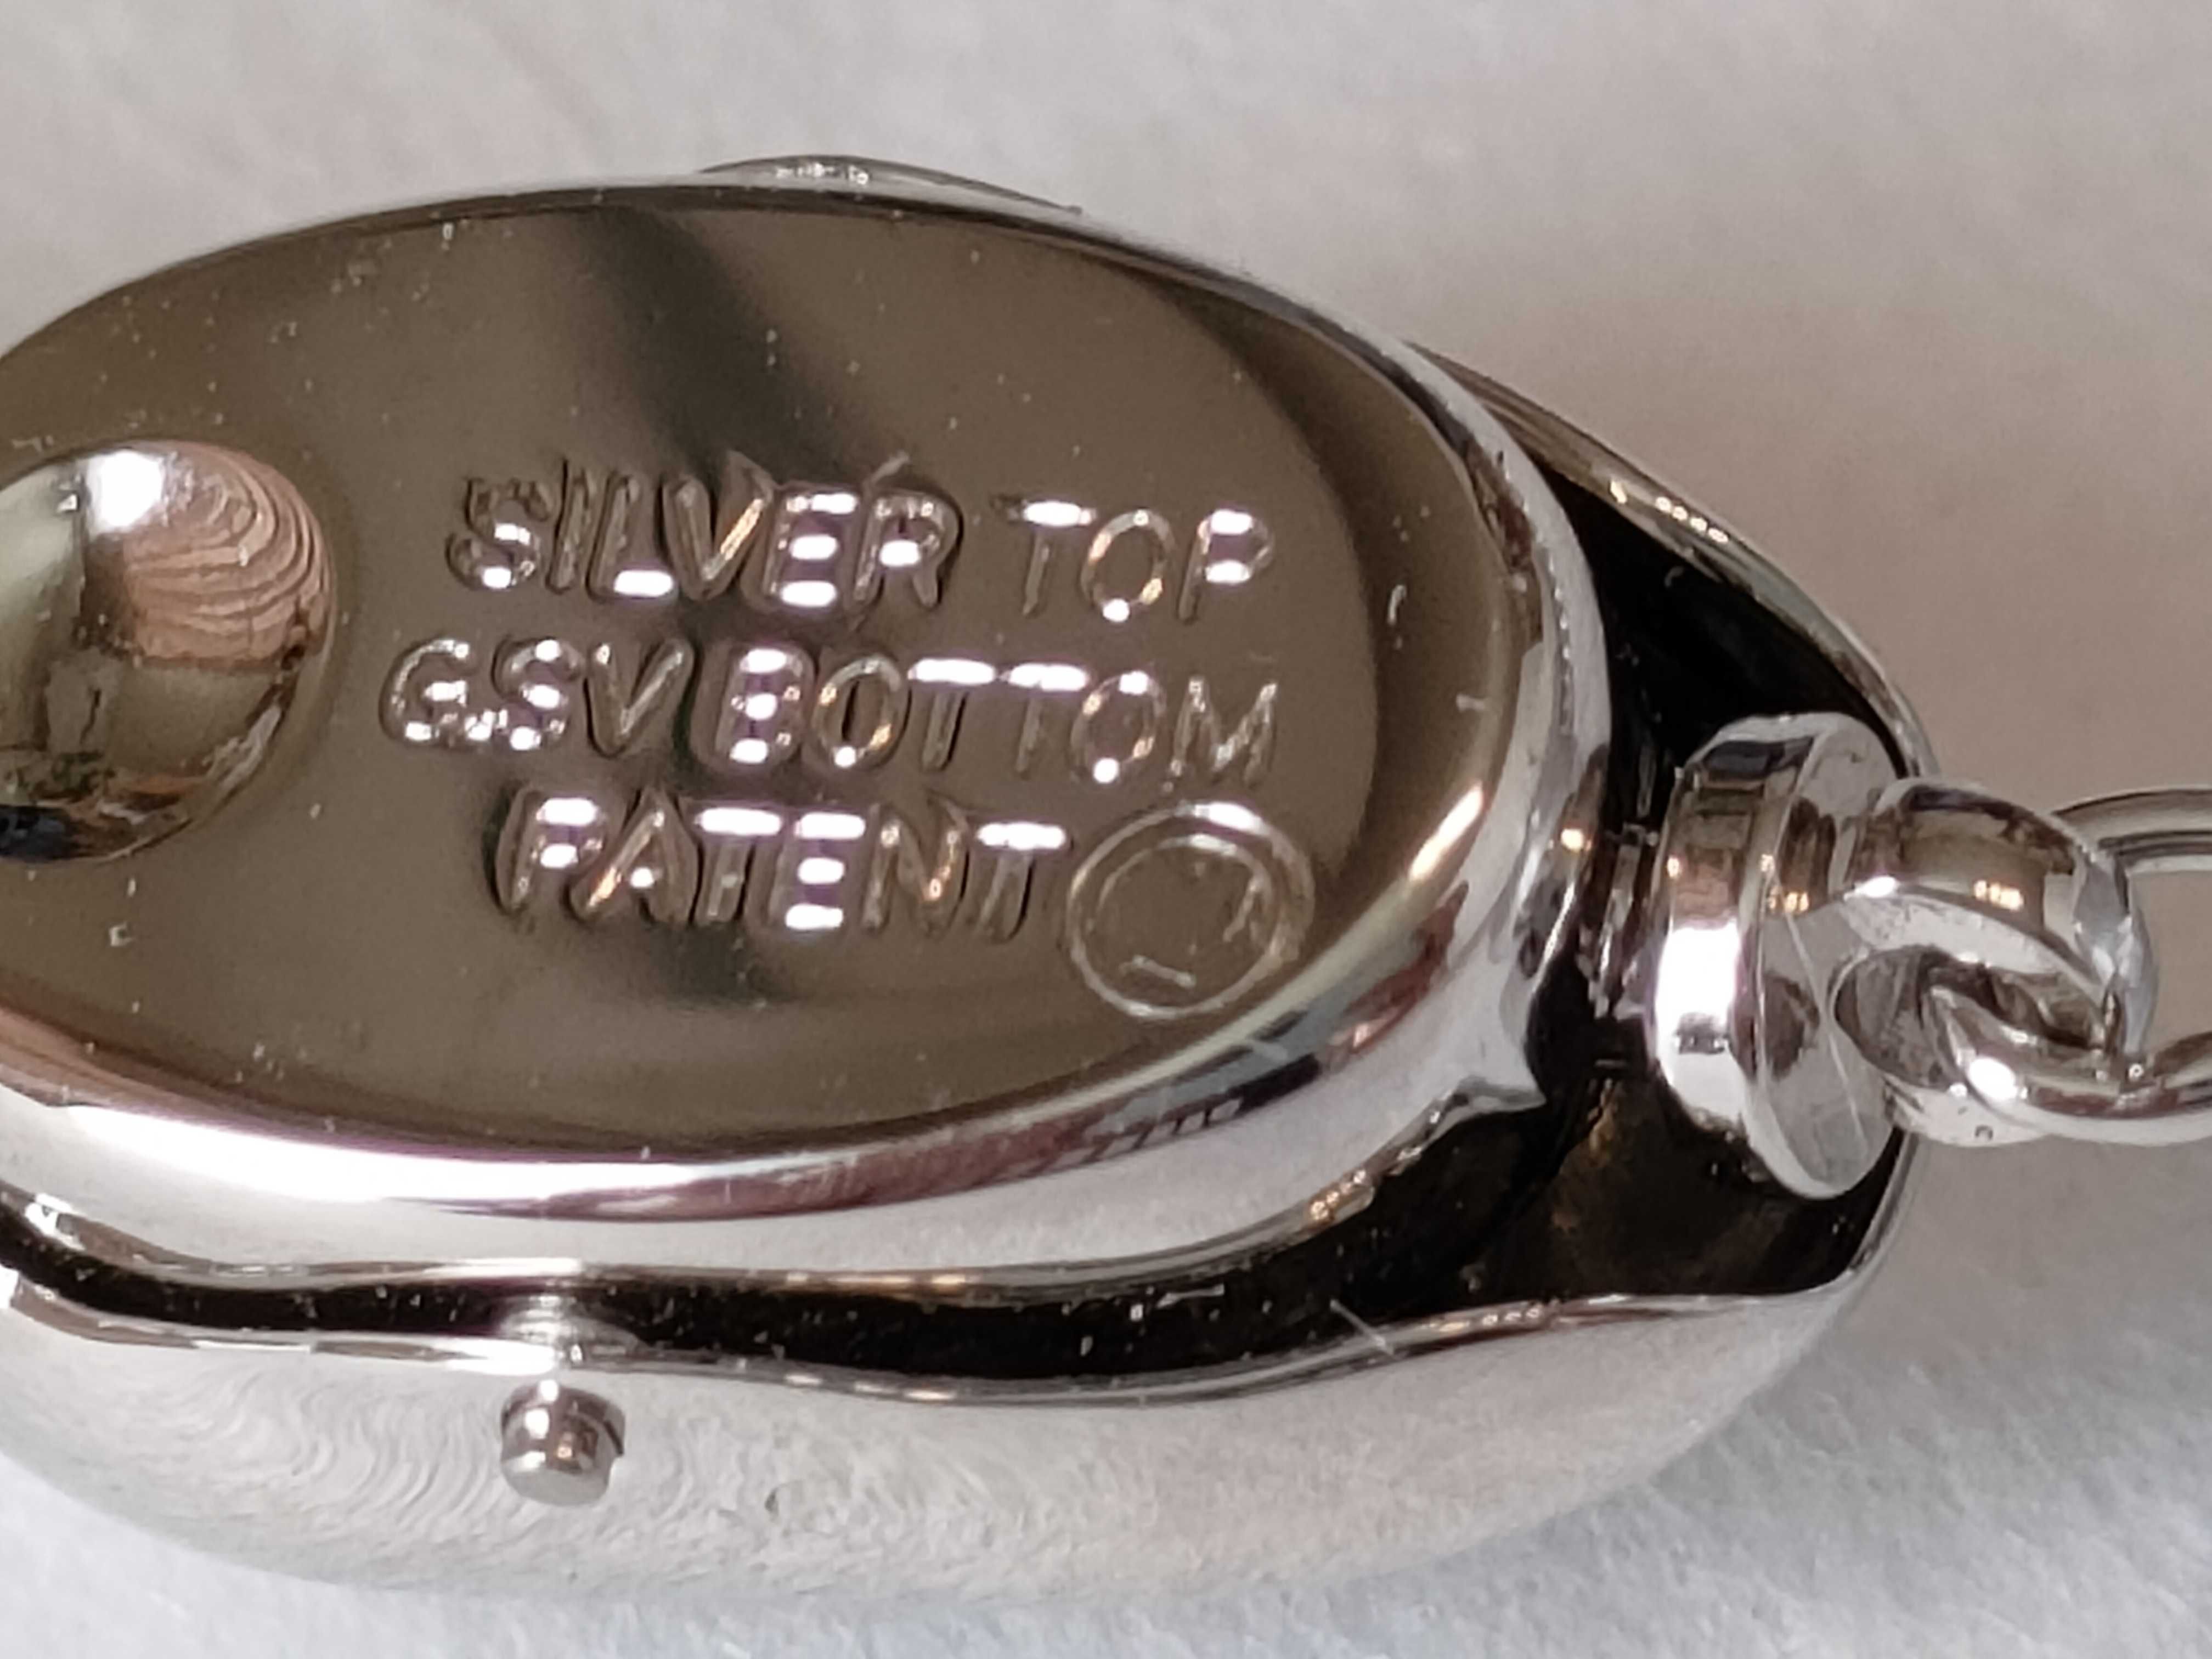 SILVER TOP
GSV BOTTOM
PATENT